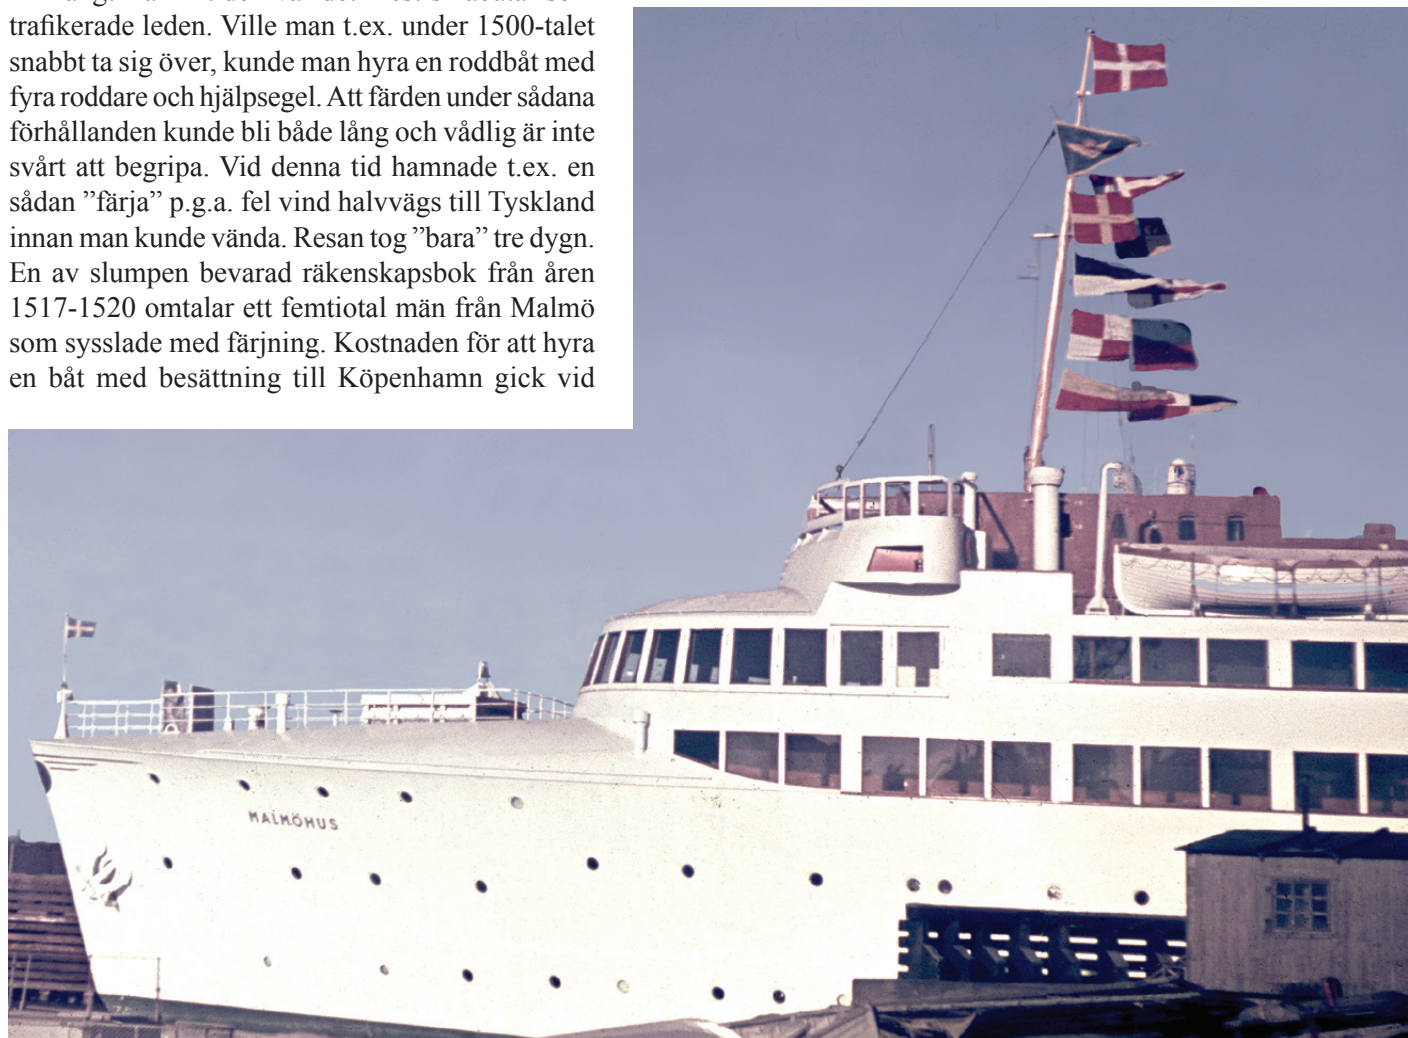 trafikerade leden. Ville man t.ex. under 1500-talet
snabbt ta sig över, kunde man hyra en roddbåt med
fyra roddare och hjälpsegel. Att färden under sådana
förhållanden kunde bli både lång och vådlig är inte
svårt att begripa. Vid denna tid hamnade t.ex. en
sådan ”färja” p.g.a. fel vind halvvägs till Tyskland
innan man kunde vända. Resan tog ”bara” tre dygn.
En av slumpen bevarad räkenskapsbok från åren
1517-1520 omtalar ett femtiotal män från Malmö
som sysslade med färjning. Kostnaden för att hyra
en båt med besättning till Köpenhamn gick vid
MALMÖHUS